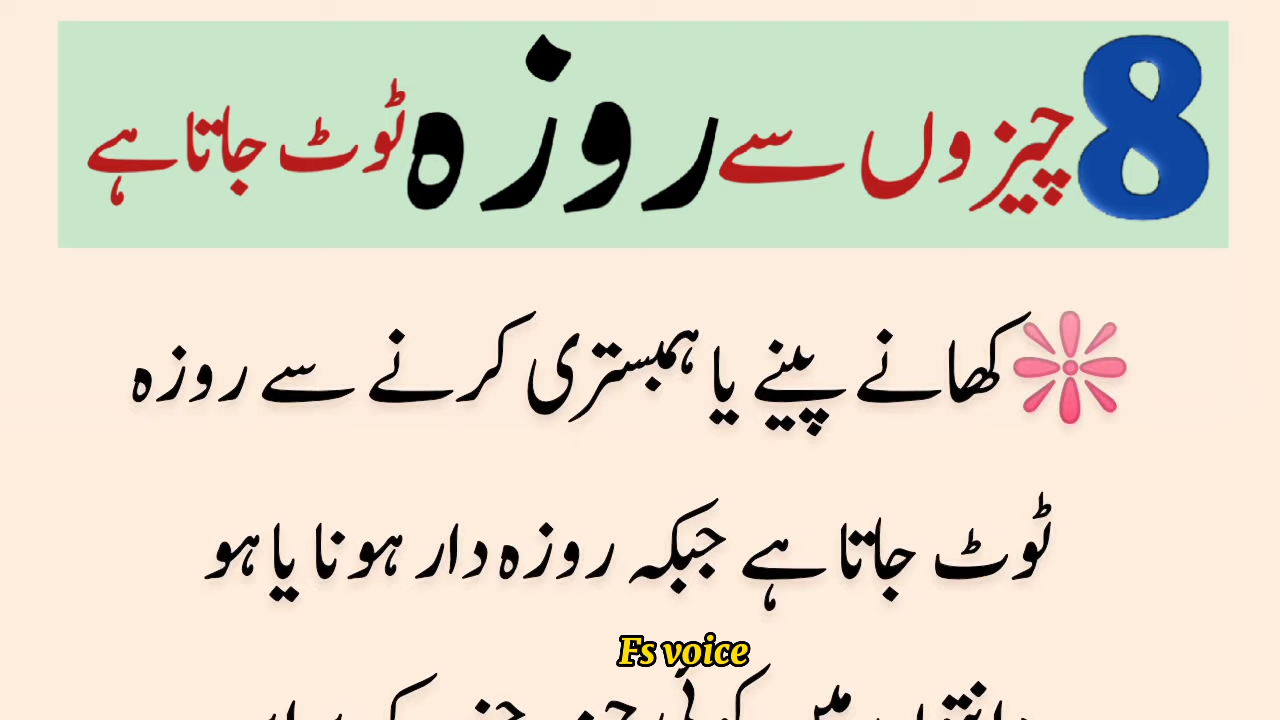 8 چیزوں سے روزہ ٹوٹ جاتا ہے
کھانے پینے یا ہمبستری کرنے سے روزہ
ٹوٹ جاتا ہے جبکہ روزہ دار ہونا یا ہو
Fs voice